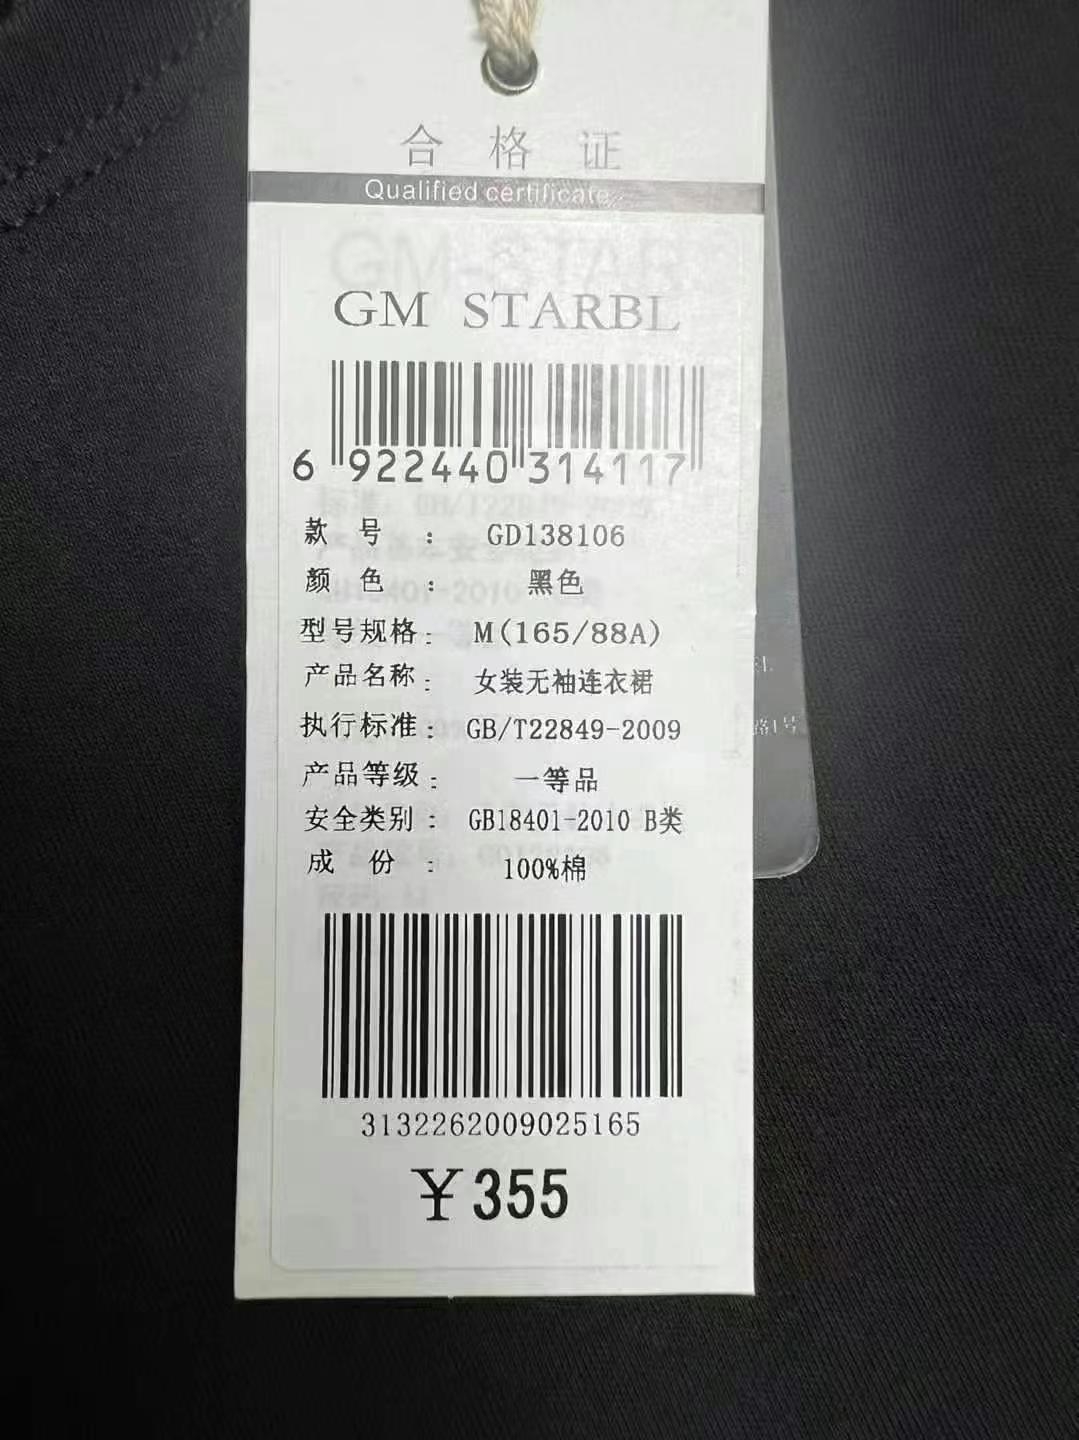 合格证
Qualified certificate
GM STARBL
6 922440 314117
款号: GD138106
颜色: 黑色
型号规格: M(165/88A)
产品名称: 女装无袖连衣裙
执行标准: GB/T22849-2009
产品等级: 一等品
安全类别: GB18401-2010 B类
成份: 100%棉
3132262009025165
¥355
路1号